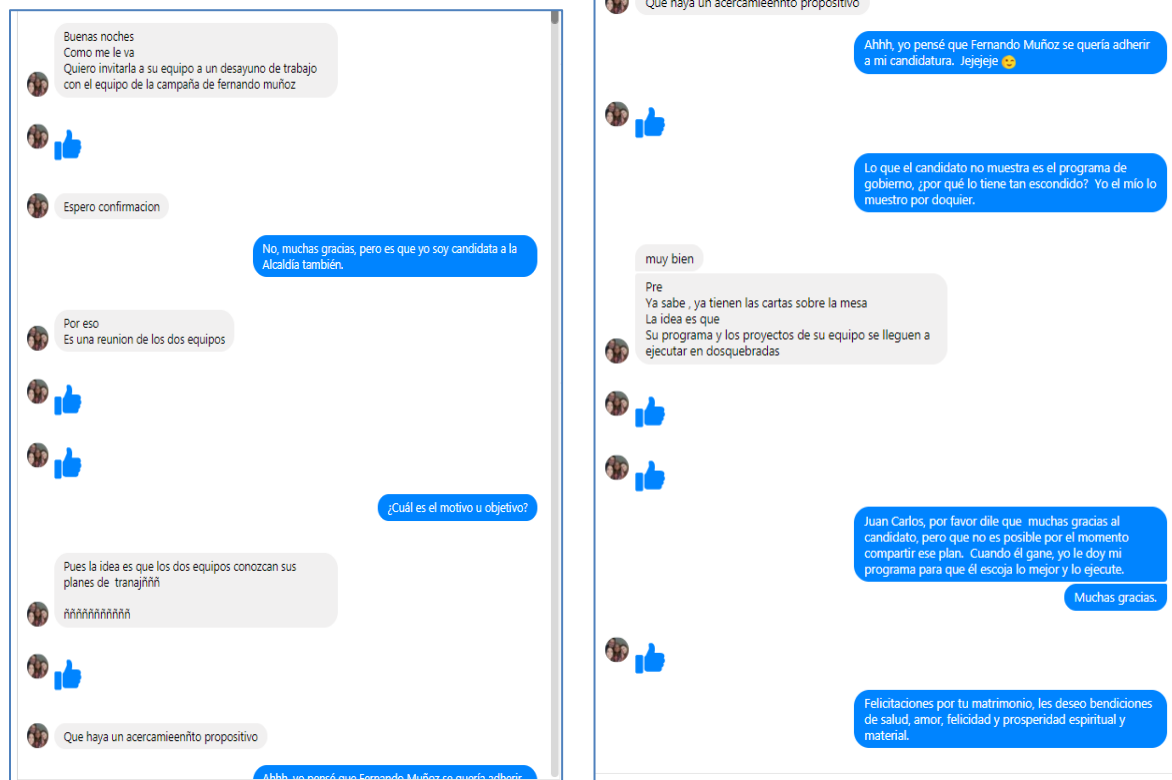 Buenas noches
Como me le va
Quiero invitarla a su equipo a un desayuno de trabajo
con el equipo de la campaña de fernando muñoz
Espero confirmacion
No, muchas gracias, pero es que yo soy candidata a la
Alcaldía también.
Por eso
Es una reunion de los dos equipos
¿Cuál es el motivo u objetivo?
Pues la idea es que los dos equipos conozcan sus
planes de tranajñññ
ñññññññññññ
Que haya un acercamieenñto propositivo
Ahhh, yo pensé que Fernando Muñoz se quería adherir
Que haya un acercamieenñto propositivo
Ahhh, yo pensé que Fernando Muñoz se quería adherir
a mi candidatura. Jejejeje 😌
Lo que el candidato no muestra es el programa de
gobierno, ¿por qué lo tiene tan escondido? Yo el mío lo
muestro por doquier.
muy bien
Pre
Ya sabe , ya tienen las cartas sobre la mesa
La idea es que
Su programa y los proyectos de su equipo se lleguen a
ejecutar en dosquebradas
Juan Carlos, por favor dile que muchas gracias al
candidato, pero que no es posible por el momento
compartir ese plan. Cuando él gane, yo le doy mi
programa para que él escoja lo mejor y lo ejecute.
Muchas gracias.
Felicitaciones por tu matrimonio, les deseo bendiciones
de salud, amor, felicidad y prosperidad espiritual y
material.